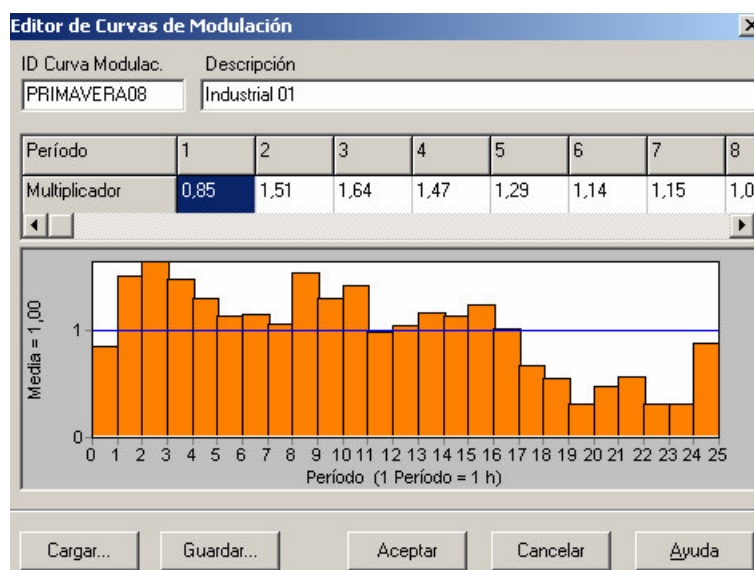 Editor de Curvas de Modulación
ID Curva Modulac. Descripción
PRIMAVERA08 Industrial 01
Período 1 2 3 4 5 6 7 8
Multiplicador 0,85 1,51 1,64 1,47 1,29 1,14 1,15 1,0
Media = 1,00
1
0
0 1 2 3 4 5 6 7 8 9 10 11 12 13 14 15 16 17 18 19 20 21 22 23 24 25
Período (1 Período = 1 h)
Cargar... Guardar... Aceptar Cancelar Ayuda